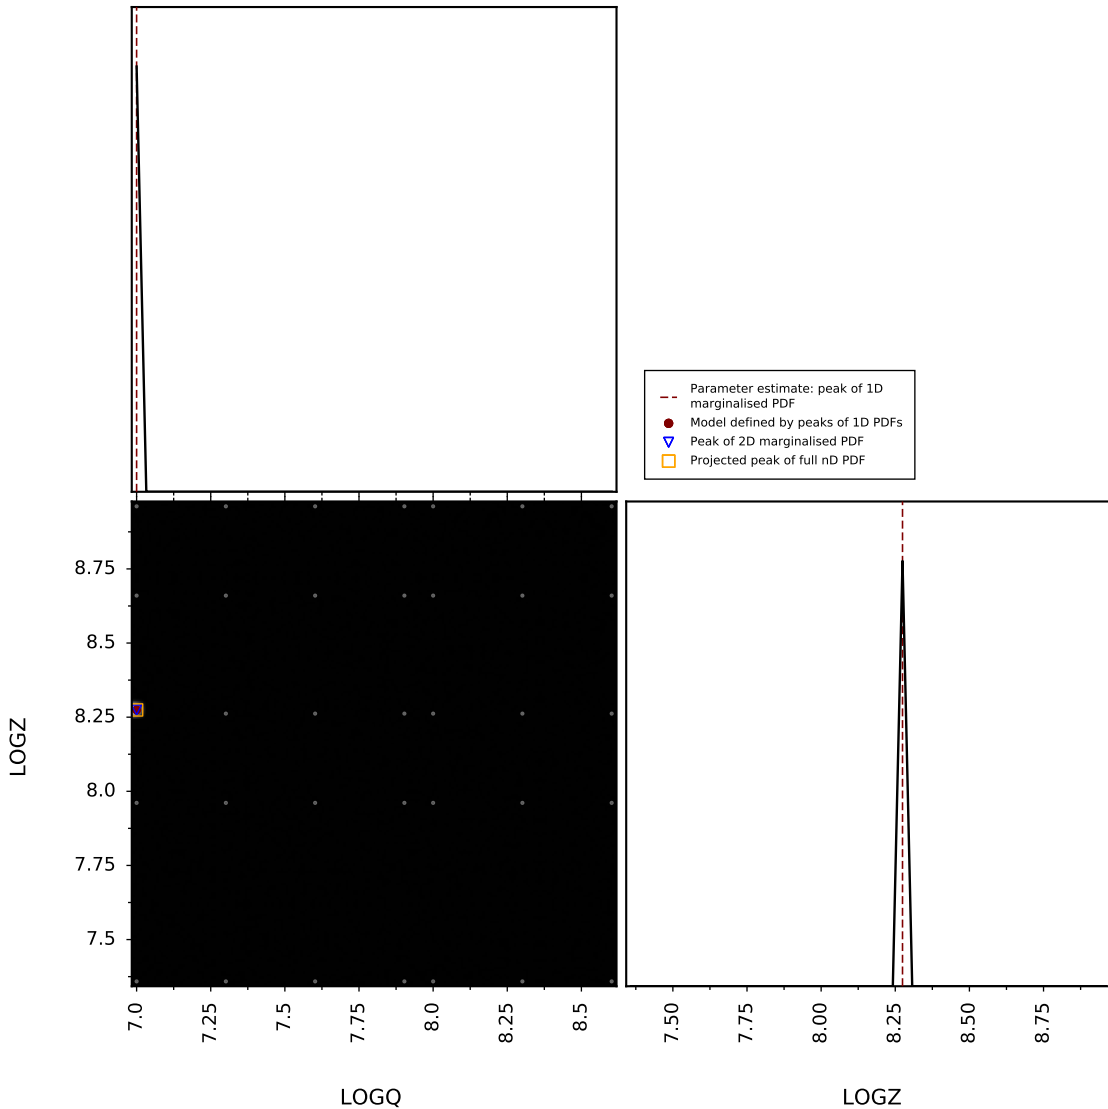 Parameter estimate: peak of 1D
marginalised PDF
Model defined by peaks of 1D PDFs
Peak of 2D marginalised PDF
Projected peak of full nD PDF
LOGZ
8.75
8.5
8.25
8.0
7.75
7.5
7.0 7.25 7.5 7.75 8.0 8.25 8.5
LOGQ
7.50 7.75 8.00 8.25 8.50 8.75
LOGZ